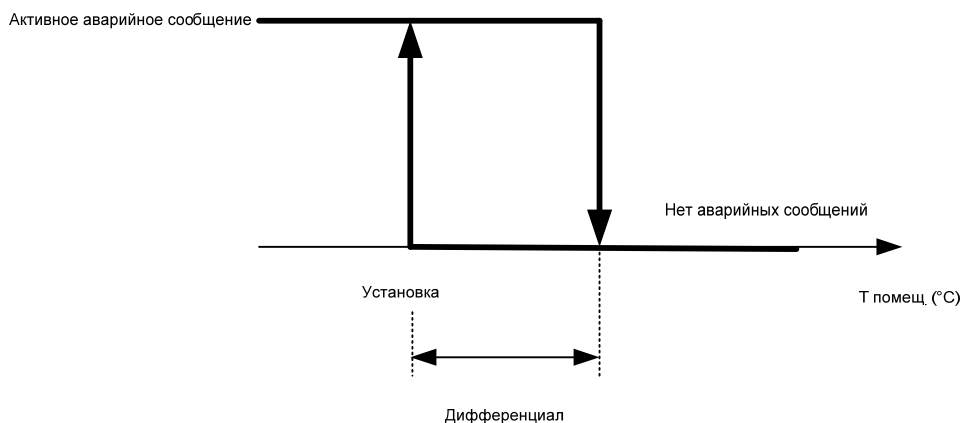 Активное аварийное сообщение
Нет аварийных сообщений
Установка
Т помещ. (°C)
Дифференциал